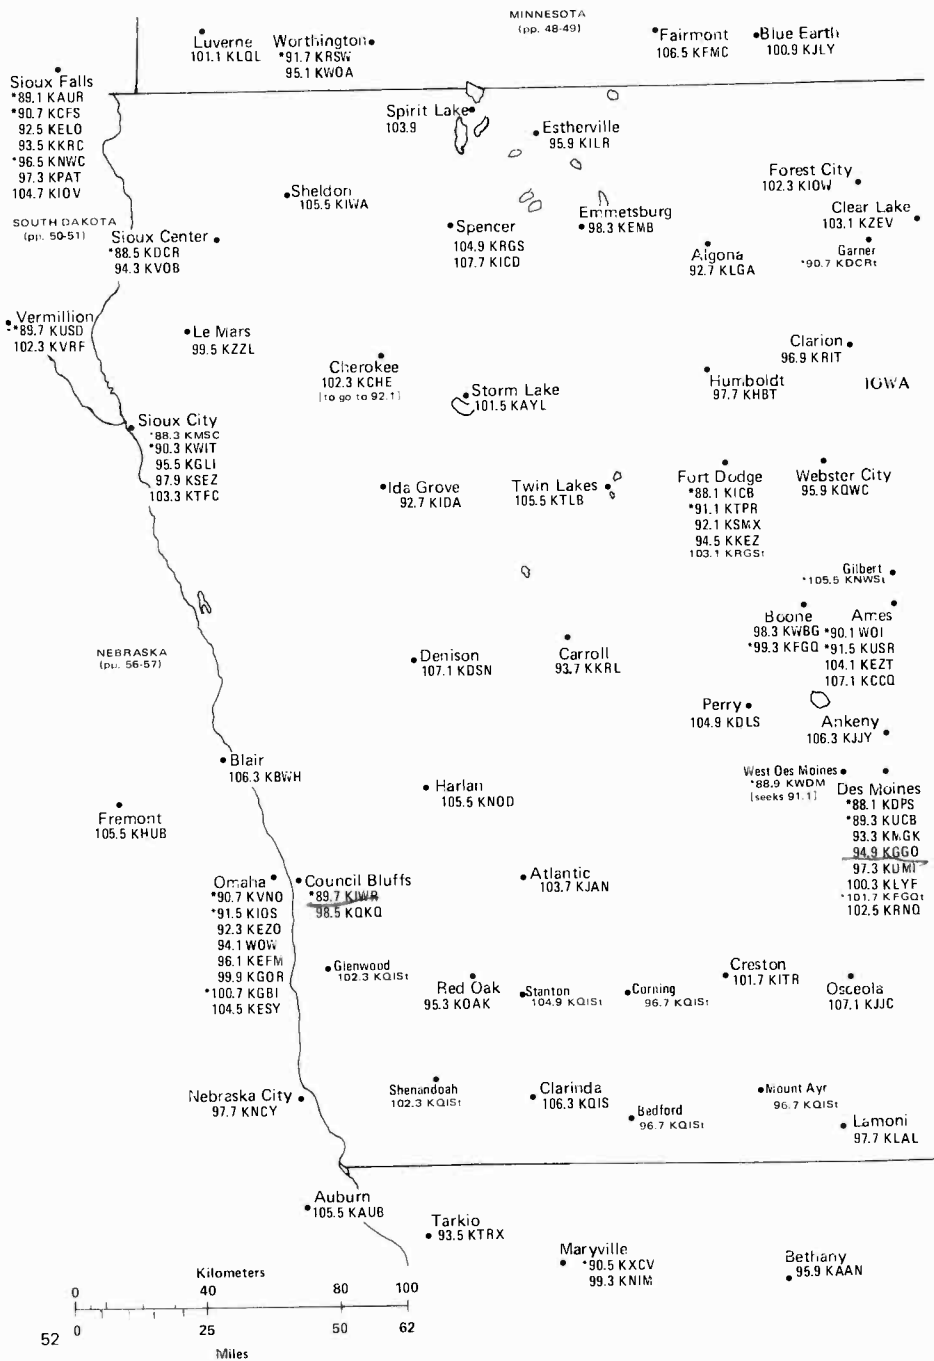 MINNESOTA
(pp. 48-49)
Luverne
101.1 KLQL
Worthington
*91.7 KRSW
95.1 KWOA
Fairmont
106.5 KFMC
Blue Earth
100.9 KJLY
Sioux Falls
*89.1 KAUR
*90.7 KCFS
92.5 KELO
93.5 KKRC
*96.5 KNWC
97.3 KPAT
104.7 KIOV
Spirit Lake
103.9
Estherville
95.9 KILR
Forest City
102.3 KIOW
Sheldon
105.5 KIWA
Clear Lake
103.1 KZEV
SOUTH DAKOTA
(pp. 50-51)
Sioux Center
*88.5 KDCR
94.3 KVOB
Spencer
104.9 KRGS
107.7 KICD
Emmetsburg
98.3 KEMB
Algona
92.7 KLGA
Garner
*90.7 KDCRt
Vermillion
*89.7 KUSD
102.3 KVRF
Le Mars
99.5 KZZL
Cherokee
102.3 KCHE
[to go to 92.1]
Storm Lake
101.5 KAYL
Clarion
96.9 KRIT
Humboldt
97.7 KHBT
IOWA
Sioux City
*88.3 KMSC
*90.3 KWIT
95.5 KGLI
97.9 KSEZ
103.3 KTFC
Ida Grove
92.7 KIDA
Twin Lakes
105.5 KTLB
Fort Dodge
*88.1 KICB
*91.1 KTPR
92.1 KSMX
94.5 KKEZ
103.1 KRGSt
Webster City
95.9 KQWC
Gilbert
*105.5 KNWSt
Boone
98.3 KWBG
*99.3 KFGQ
Ames
*90.1 WOI
*91.5 KUSR
104.1 KEZT
107.1 KCCQ
NEBRASKA
(pp. 56-57)
Denison
107.1 KDSN
Carroll
93.7 KKRL
Perry
104.9 KDLS
Ankeny
106.3 KJJY
Blair
106.3 KBWH
Harlan
105.5 KNOD
West Des Moines
*88.9 KWDM
[seeks 91.1]
Des Moines
*88.1 KDPS
*89.3 KUCB
93.3 KMGK
94.9 KGGO
97.3 KDMI
100.3 KLYF
*101.7 KFGQt
102.5 KRNQ
Fremont
105.5 KHUB
Omaha
*90.7 KVNO
*91.5 KIOS
92.3 KEZO
94.1 WOW
96.1 KEFM
99.9 KGOR
*100.7 KGBI
104.5 KESY
Council Bluffs
*89.7 KIWR
98.5 KQKQ
Atlantic
103.7 KJAN
Glenwood
102.3 KQISt
Red Oak
95.3 KOAK
Stanton
104.9 KQISt
Corning
96.7 KQISt
Creston
101.7 KITR
Osceola
107.1 KJJC
Nebraska City
97.7 KNCY
Shenandoah
102.3 KQISt
Clarinda
106.3 KQIS
Bedford
96.7 KQISt
Mount Ayr
96.7 KQISt
Lamoni
97.7 KLAL
Auburn
105.5 KAUB
Tarkio
93.5 KTRX
Maryville
*90.5 KXCV
99.3 KNIM
Bethany
95.9 KAAN
Kilometers
0 40 80 100
0 25 50 62
Miles
52